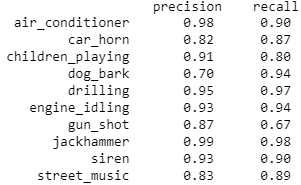 precision recall
air_conditioner 0.98 0.90
car_horn 0.82 0.87
children_playing 0.91 0.80
dog_bark 0.70 0.94
drilling 0.95 0.97
engine_idling 0.93 0.94
gun_shot 0.87 0.67
jackhammer 0.99 0.98
siren 0.93 0.90
street_music 0.83 0.89